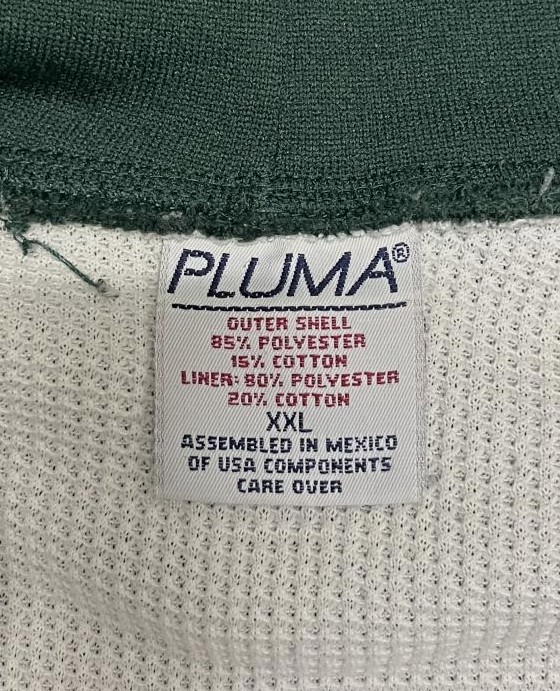 PLUMA®
OUTER SHELL
85% POLYESTER
15% COTTON
LINER: 80% POLYESTER
20% COTTON
XXL
ASSEMBLED IN MEXICO
OF USA COMPONENTS
CARE OVER